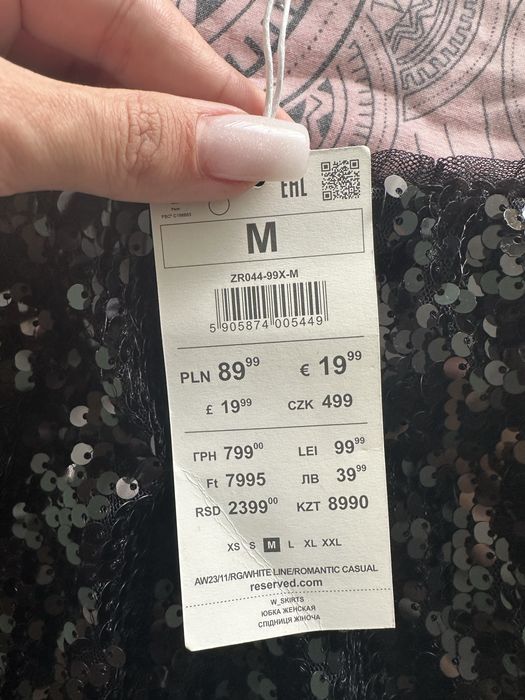 EAC
M
ZR044-99X-M
5 905874 005449
PLN 89⁹⁹ € 19⁹⁹
£ 19⁹⁹ CZK 499
ГРН 799⁰⁰ LEI 99⁹⁹
Ft 7995 ЛВ 39⁹⁹
RSD 2399⁰⁰ KZT 8990
XS S M L XL XXL
AW23/11/RG/WHITE LINE/ROMANTIC CASUAL
reserved.com
W_SKIRTS
ЮБКА ЖЕНСКАЯ
СПІДНИЦЯ ЖІНОЧА